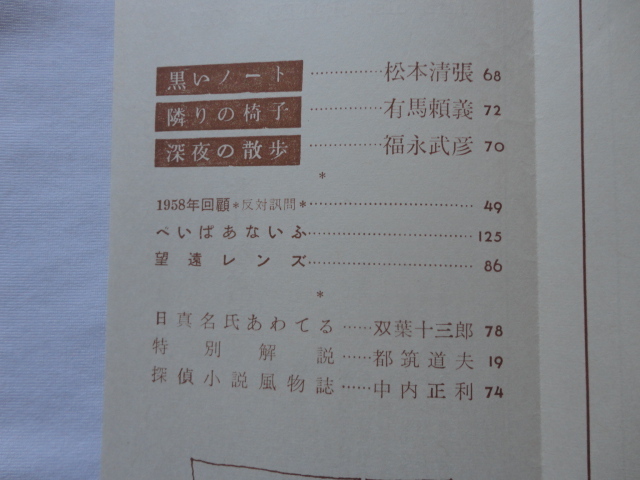 黒いノート……………松本清張 68
隣りの椅子……………有馬頼義 72
深夜の散歩……………福永武彦 70
*
1958年回顧*反対訊問*……………………………49
ぺいぱあないふ……………………………125
望遠レンズ……………………………86
*
日真名氏あわてる……双葉十三郎 78
特別解説……都筑道夫 19
探偵小説風物誌……中内正利 74